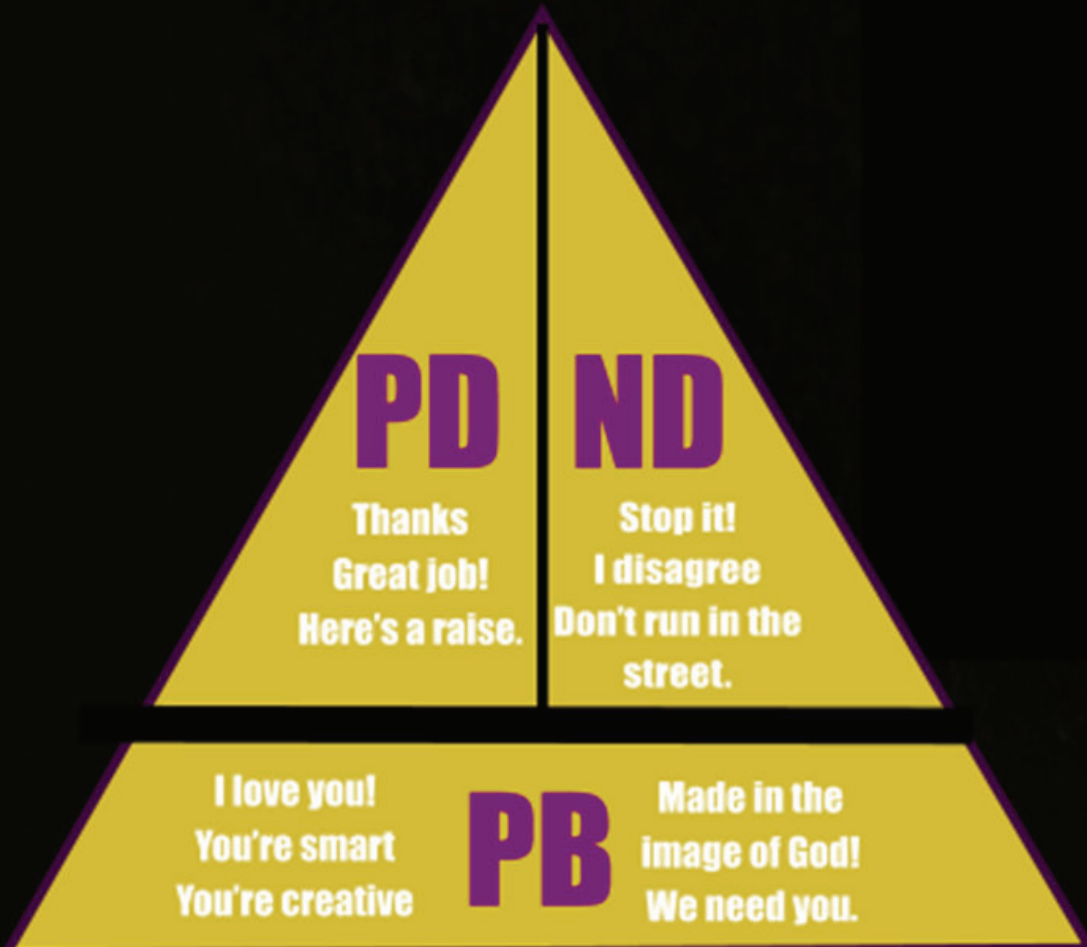 PD
Thanks
Great job!
Here's a raise.
ND
Stop it!
I disagree
Don't run in the
street.
I love you!
You're smart
You're creative
PB
Made in the
image of God!
We need you.